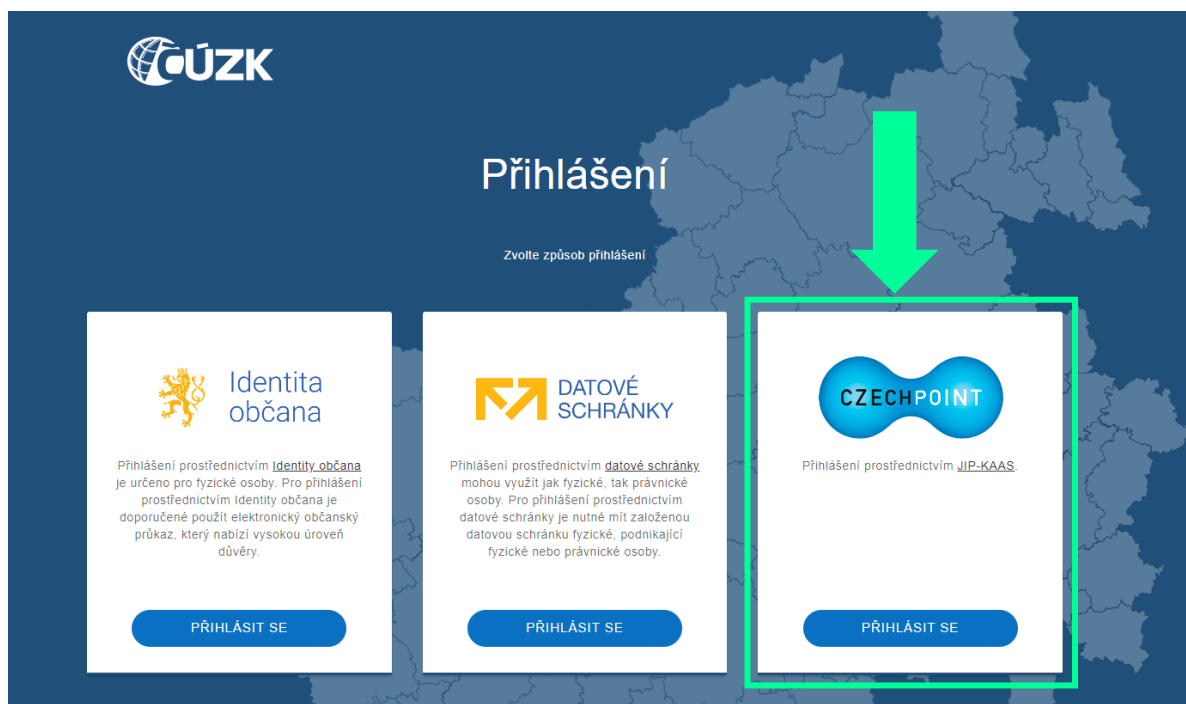 ČÚZK
Přihlášení
Zvolte způsob přihlášení
Identita
občana
Přihlášení prostřednictvím Identity občana
je určeno pro fyzické osoby. Pro přihlášení
prostřednictvím Identity občana je
doporučené použít elektronický občanský
průkaz, který nabízí vysokou úroveň
důvěry.
PŘIHLÁSIT SE
DATOVÉ
SCHRÁNKY
Přihlášení prostřednictvím datové schránky
mohou využít jak fyzické, tak právnické
osoby. Pro přihlášení prostřednictvím
datové schránky je nutné mít založenou
datovou schránku fyzické, podnikající
fyzické nebo právnické osoby.
PŘIHLÁSIT SE
CZECHPOINT
Přihlášení prostřednictvím JIP-KAAS.
PŘIHLÁSIT SE